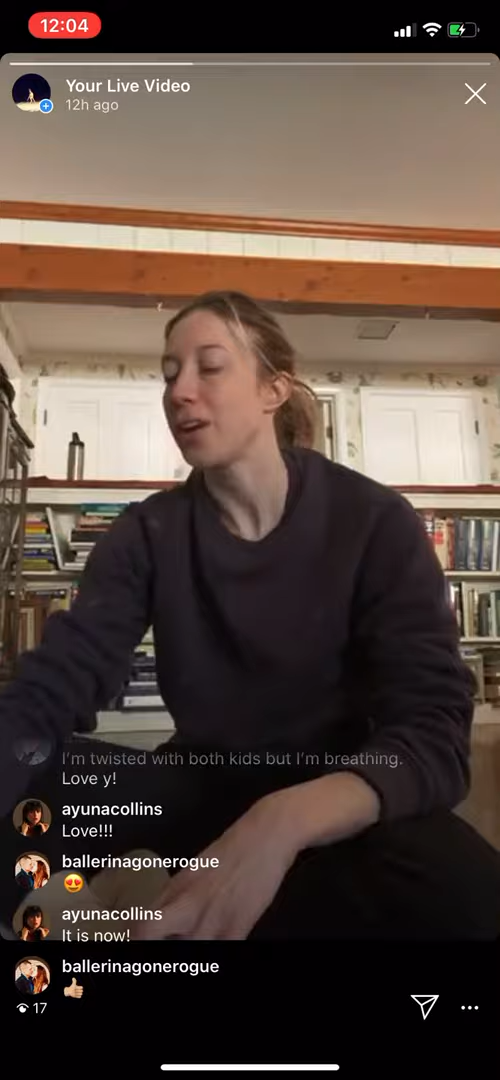 12:04
Your Live Video
12h ago
I'm twisted with both kids but I'm breathing.
Love y!
ayunacollins
Love!!!
ballerinagonerogue
😍
ayunacollins
It is now!
ballerinagonerogue
👍🏼
17